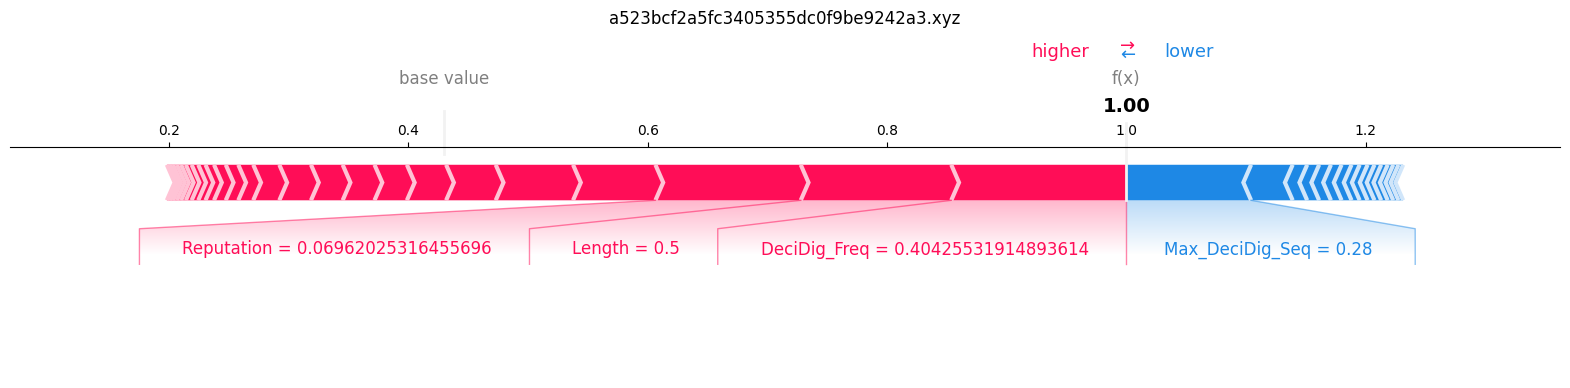 a523bcf2a5fc3405355dc0f9be9242a3.xyz
higher ⇄ lower
base value f(x)
1.00
0.2 0.4 0.6 0.8 1.0 1.2
Reputation = 0.06962025316455696 Length = 0.5 DeciDig_Freq = 0.40425531914893614 Max_DeciDig_Seq = 0.28